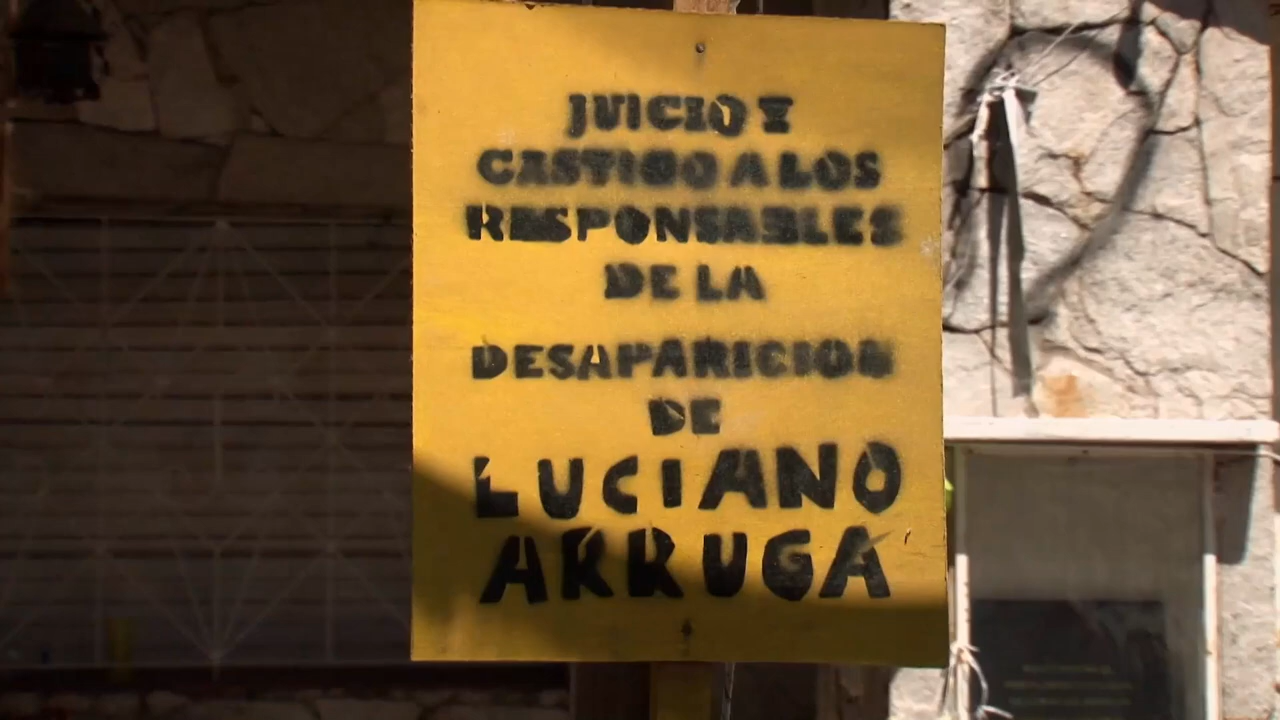 JUICIO Y
CASTIGO A LOS
RESPONSABLES
DE LA
DESAPARICION
DE
LUCIANO
ARRUGA